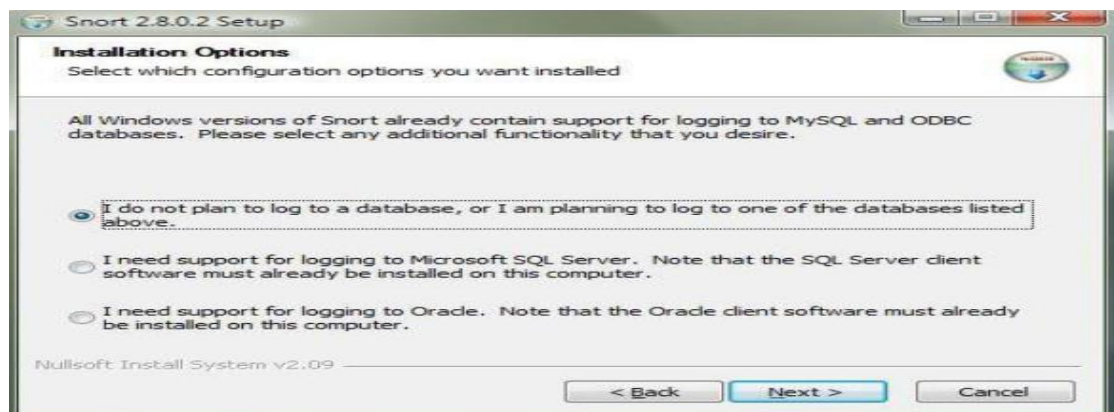 Snort 2.8.0.2 Setup
Installation Options
Select which configuration options you want installed
All Windows versions of Snort already contain support for logging to MySQL and ODBC
databases. Please select any additional functionality that you desire.
I do not plan to log to a database, or I am planning to log to one of the databases listed
above.
I need support for logging to Microsoft SQL Server. Note that the SQL Server client
software must already be installed on this computer.
I need support for logging to Oracle. Note that the Oracle client software must already
be installed on this computer.
Nullsoft Install System v2.09
< Back Next > Cancel